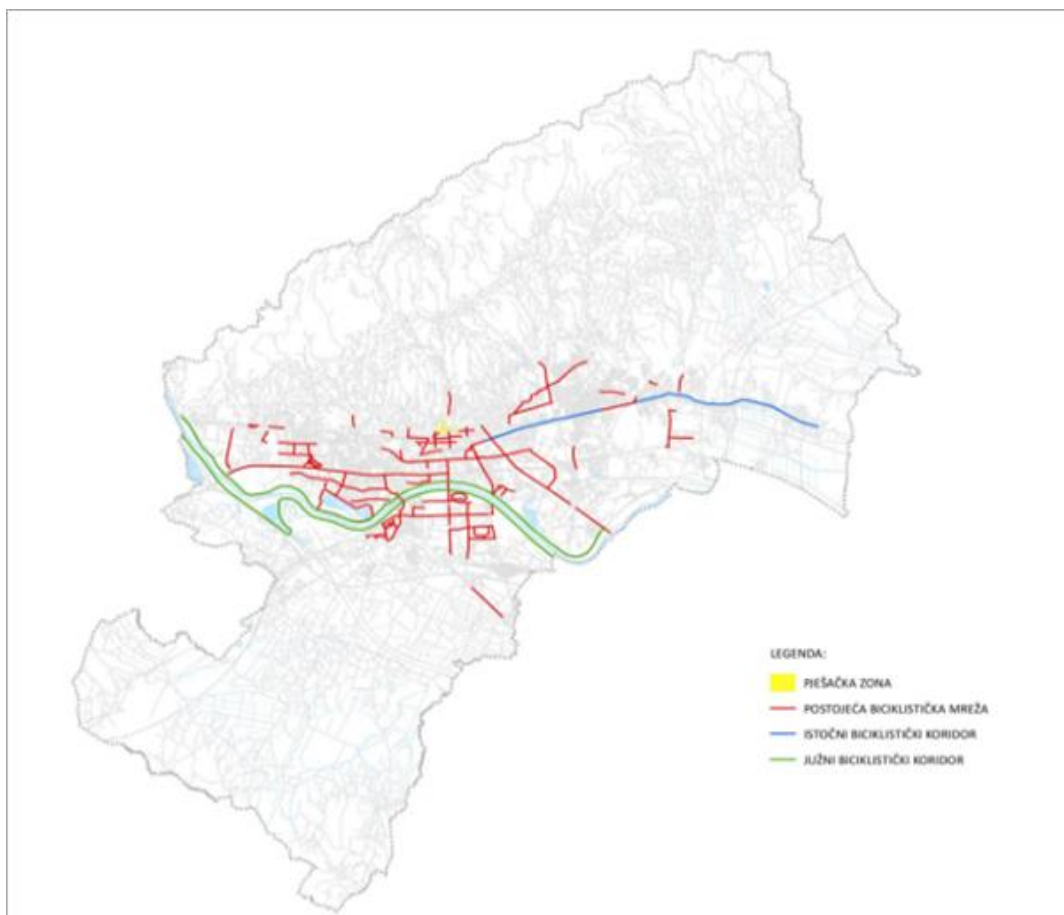 LEGENDA:
PJEŠAČKA ZONA
POSTOJEĆA BICIKLISTIČKA MREŽA
ISTOČNI BICIKLISTIČKI KORIDOR
JUŽNI BICIKLISTIČKI KORIDOR